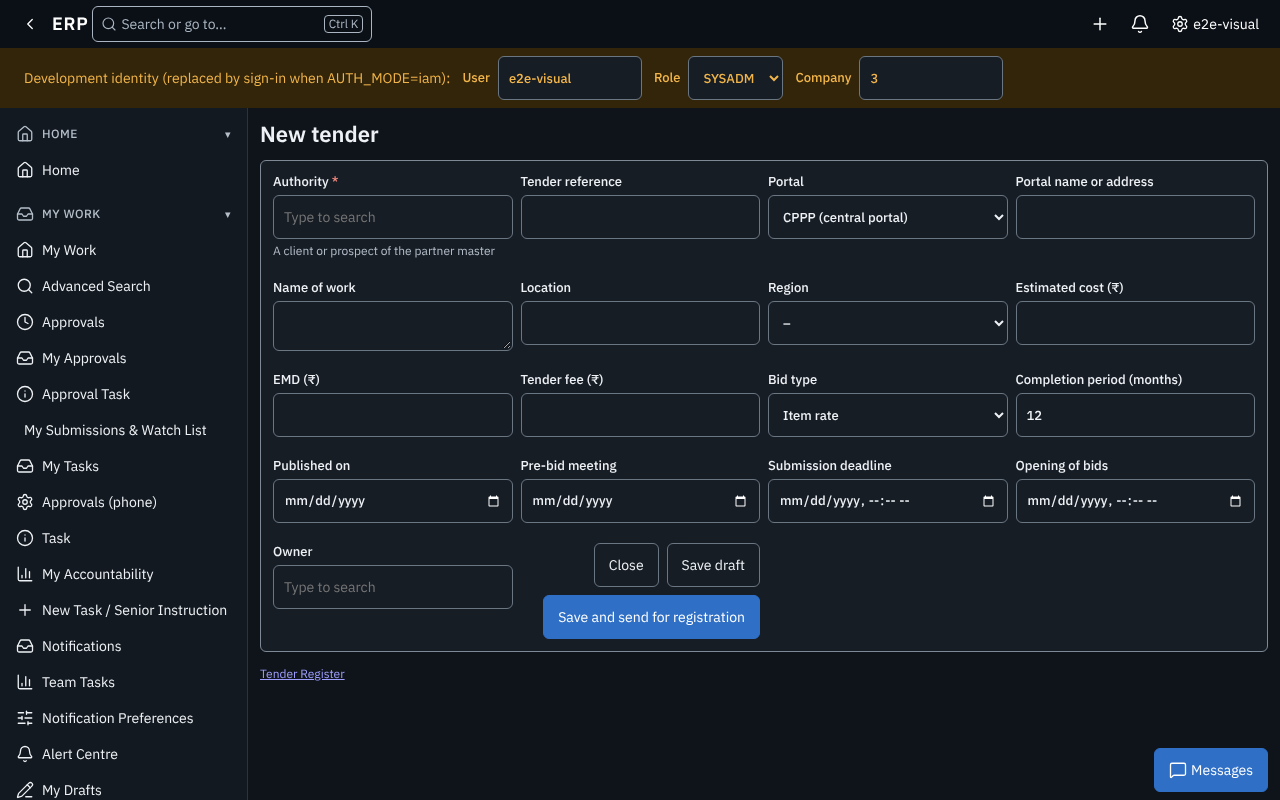 ERP
Search or go to...
Ctrl K
e2e-visual
Development identity (replaced by sign-in when AUTH_MODE=iam):
User
e2e-visual
Role
SYSADM
Company
3
HOME
Home
MY WORK
My Work
Advanced Search
Approvals
My Approvals
Approval Task
My Submissions & Watch List
My Tasks
Approvals (phone)
Task
My Accountability
New Task / Senior Instruction
Notifications
Team Tasks
Notification Preferences
Alert Centre
My Drafts
New tender
Authority *
Tender reference
Portal
Portal name or address
Type to search
CPPP (central portal)
A client or prospect of the partner master
Name of work
Location
Region
Estimated cost (₹)
–
EMD (₹)
Tender fee (₹)
Bid type
Completion period (months)
Item rate
12
Published on
Pre-bid meeting
Submission deadline
Opening of bids
mm/dd/yyyy
mm/dd/yyyy
mm/dd/yyyy, --:-- --
mm/dd/yyyy, --:-- --
Owner
Type to search
Close
Save draft
Save and send for registration
Tender Register
Messages